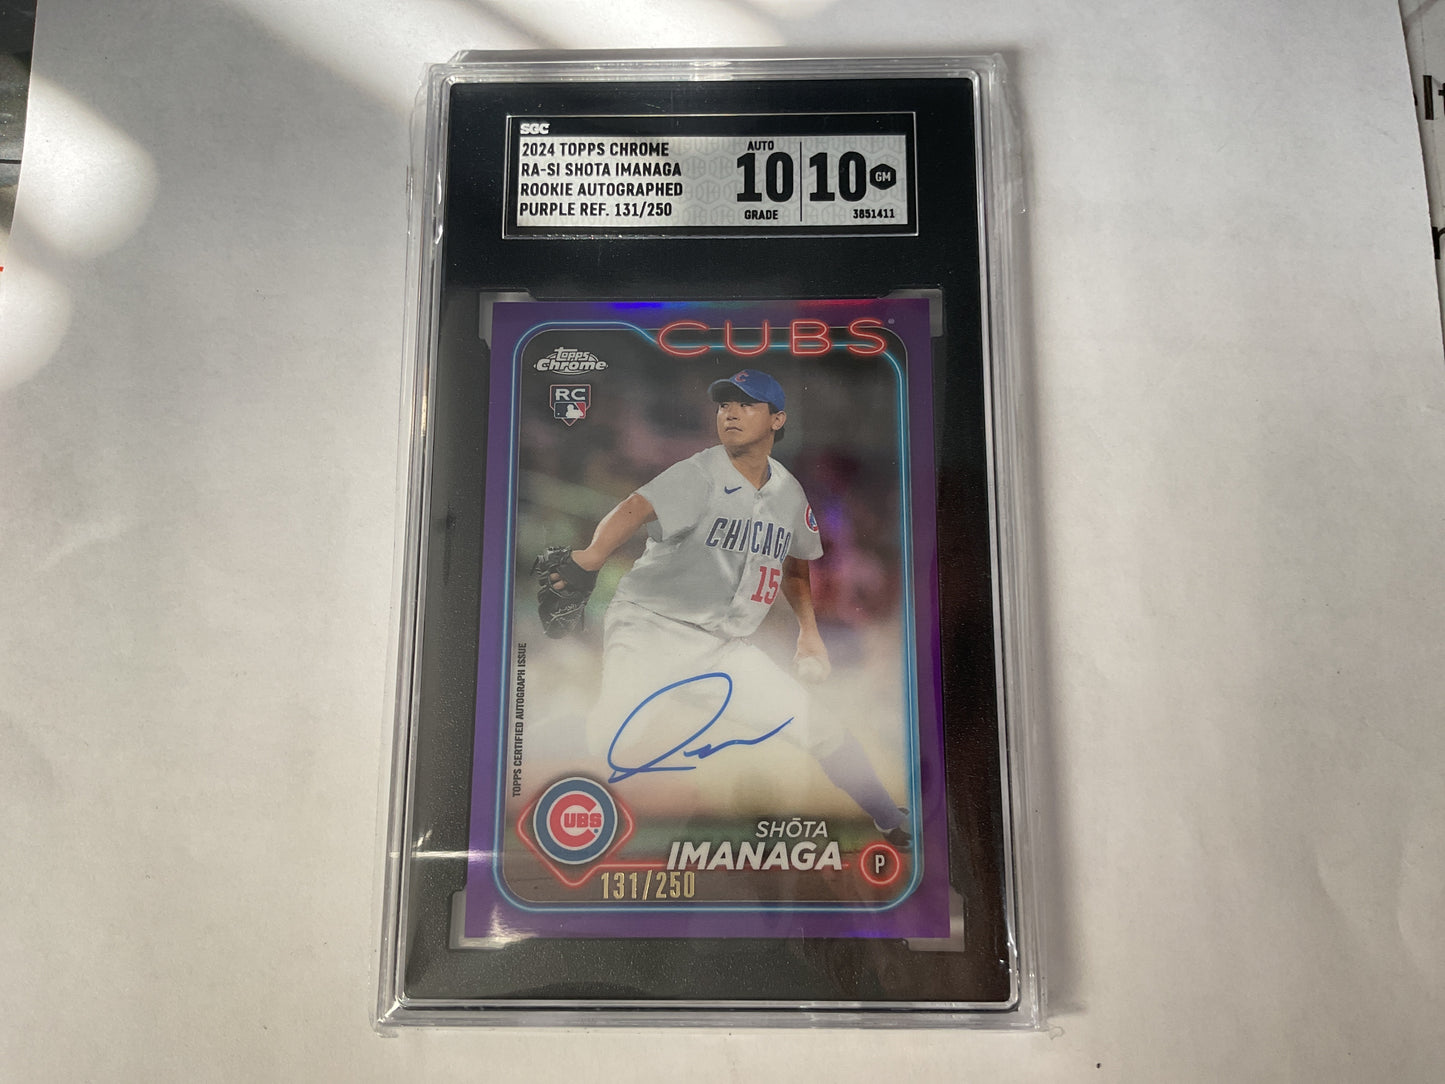 SGC
2024 TOPPS CHROME
RA-SI SHOTA IMANAGA
ROOKIE AUTOGRAPHED
PURPLE REF. 131/250
AUTO
10
GRADE
10
GM
3851411
CUBS
Topps
Chrome
RC
C
CHICAGO
15
TOPPS CERTIFIED AUTOGRAPH ISSUE
CUBS
SHŌTA
IMANAGA
P
131/250